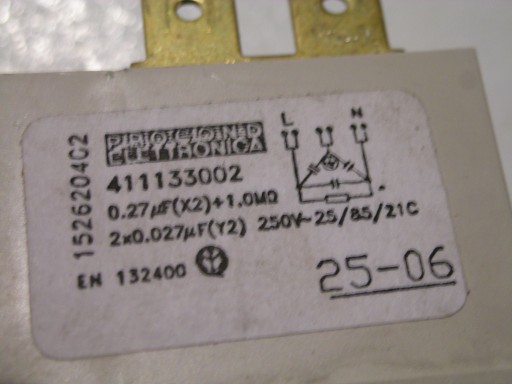 PROCOND
ELETTRONICA
411133002
0.27µF(X2)+1.0MΩ
2x0.027µF(Y2) 250V~25/85/21C
EN 132400
25-06
1526204C2
L N